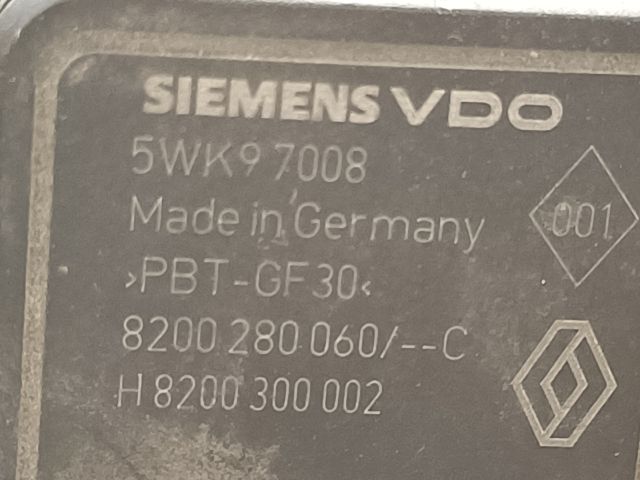 SIEMENS VDO
5WK9 7008
Made in Germany
001
>PBT-GF30<
8200 280 060/--C
H 8200 300 002